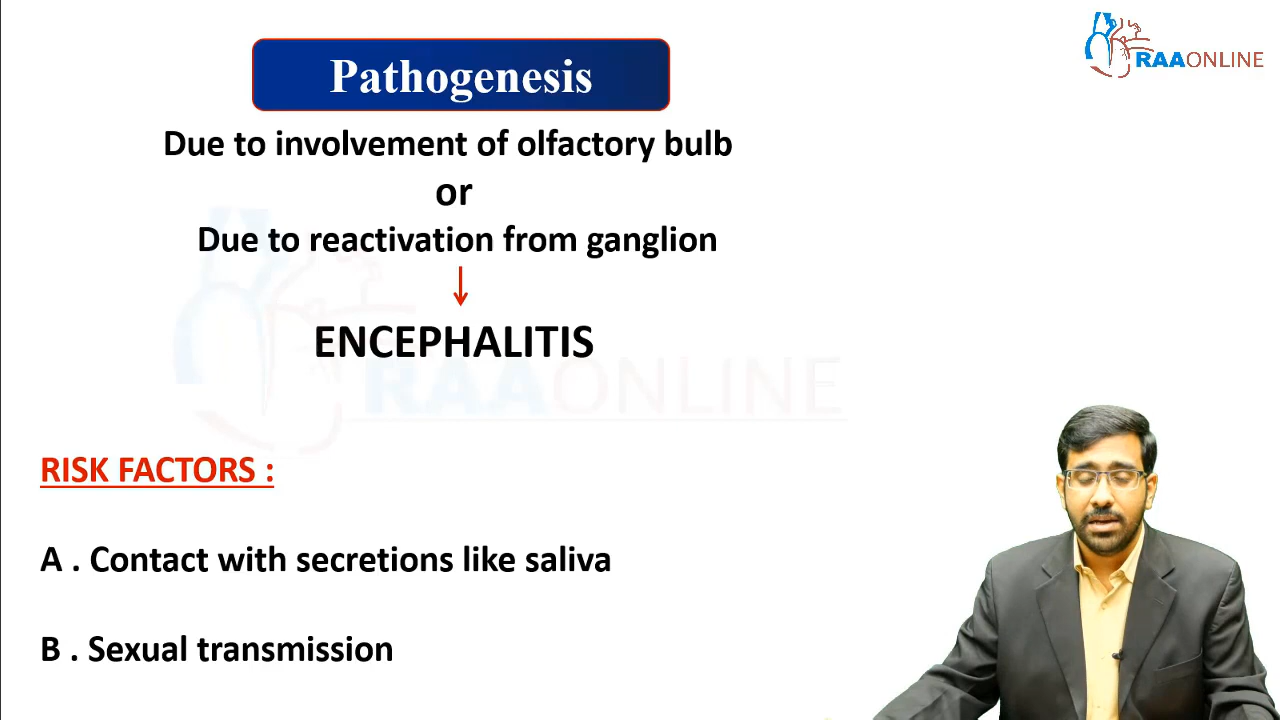 RAAONLINE
Pathogenesis
Due to involvement of olfactory bulb
or
Due to reactivation from ganglion
ENCEPHALITIS
RAAONLINE
RISK FACTORS :
A . Contact with secretions like saliva
B . Sexual transmission